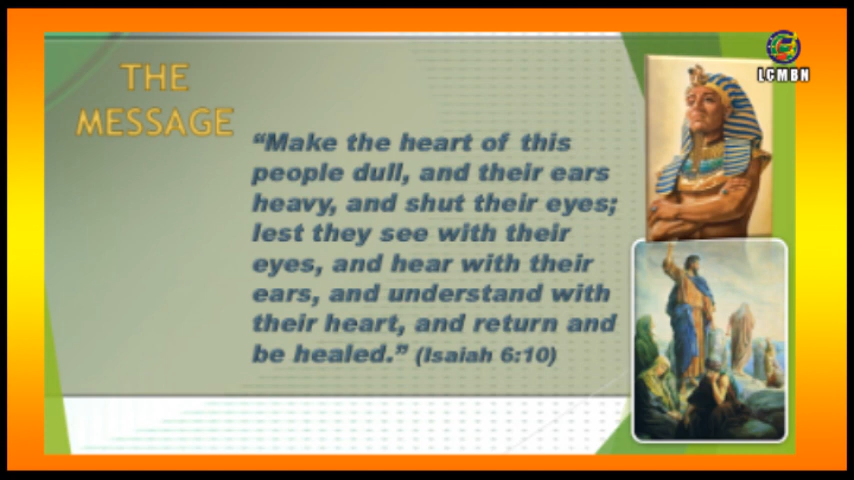 LCMBN
THE
MESSAGE
“Make the heart of this
people dull, and their ears
heavy, and shut their eyes;
lest they see with their
eyes, and hear with their
ears, and understand with
their heart, and return and
be healed.” (Isaiah 6:10)